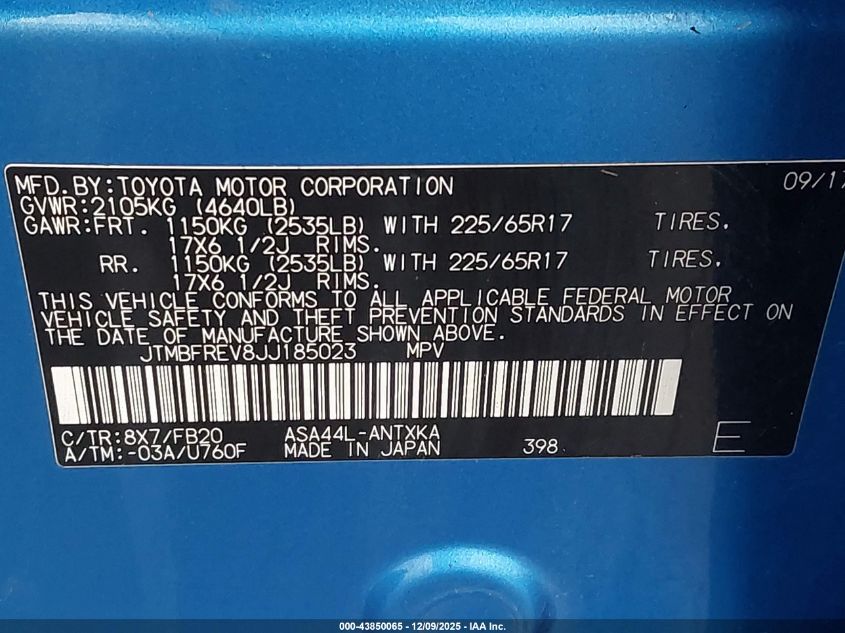 MFD.BY:TOYOTA MOTOR CORPORATION 09/17
GVWR:2105KG (4640LB)
GAWR:FRT. 1150KG (2535LB) WITH 225/65R17 TIRES.
17X6 1/2J RIMS.
RR. 1150KG (2535LB) WITH 225/65R17 TIRES.
17X6 1/2J RIMS.
THIS VEHICLE CONFORMS TO ALL APPLICABLE FEDERAL MOTOR
VEHICLE SAFETY AND THEFT PREVENTION STANDARDS IN EFFECT ON
THE DATE OF MANUFACTURE SHOWN ABOVE.
JTMBFREV8JJ185023 MPV
C/TR:8X7/FB20 ASA44L-ANTXKA
A/TM:-03A/U760F MADE IN JAPAN 398 E
000-43850065 - 12/09/2025 - IAA Inc.